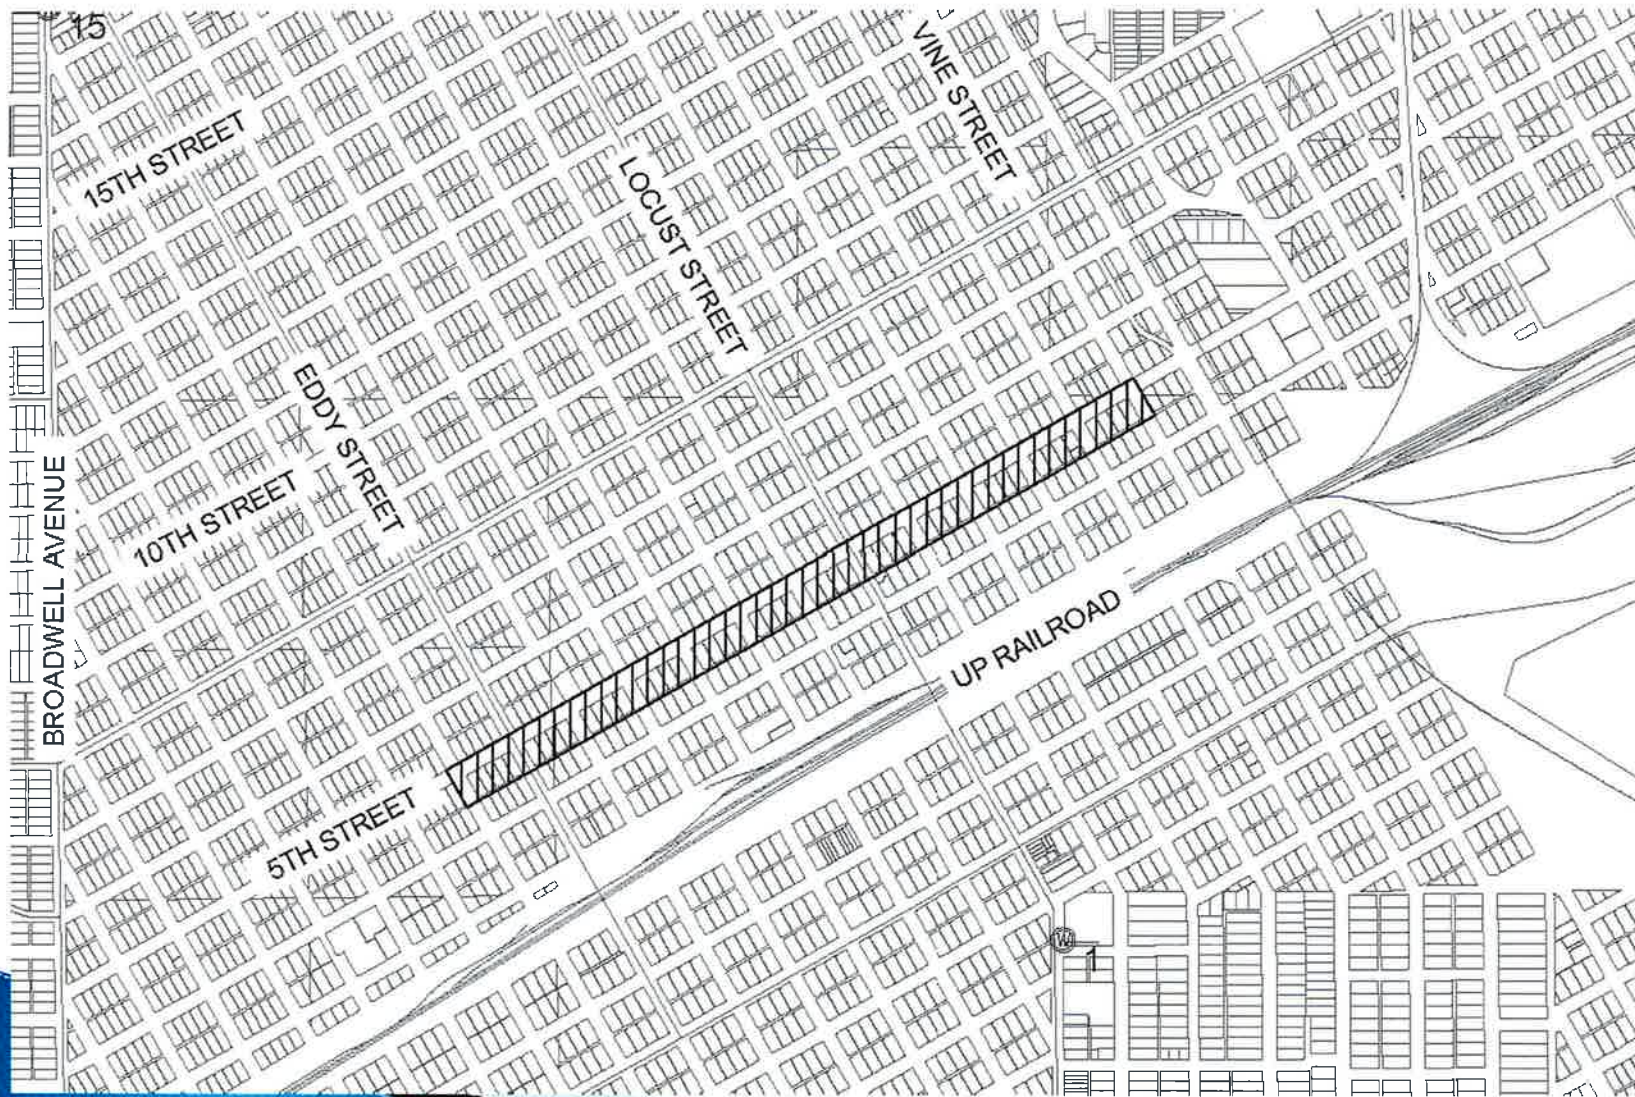 15
VINE STREET
15TH STREET
LOCUST STREET
EDDY STREET
10TH STREET
BROADWELL AVENUE
UP RAILROAD
5TH STREET
W
1